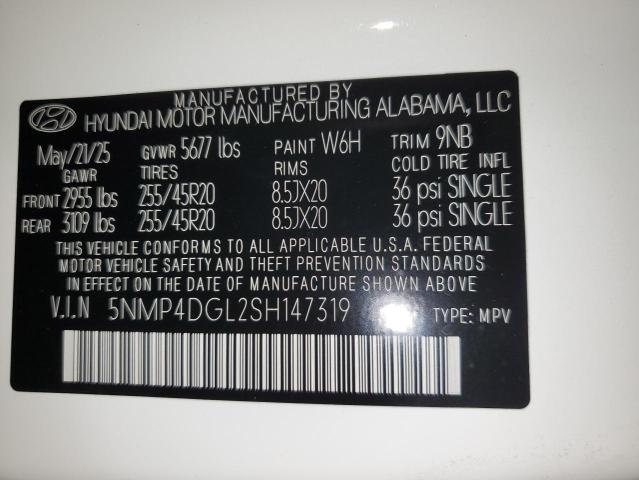 MANUFACTURED BY
HYUNDAI MOTOR MANUFACTURING ALABAMA, LLC
May/21/25 GVWR 5677 lbs PAINT W6H TRIM 9NB
GAWR TIRES RIMS COLD TIRE INFL
FRONT 2955 lbs 255/45R20 8.5JX20 36 psi SINGLE
REAR 3109 lbs 255/45R20 8.5JX20 36 psi SINGLE
THIS VEHICLE CONFORMS TO ALL APPLICABLE U.S.A. FEDERAL
MOTOR VEHICLE SAFETY AND THEFT PREVENTION STANDARDS
IN EFFECT ON THE DATE OF MANUFACTURE SHOWN ABOVE
V.I.N 5NMP4DGL2SH147319 TYPE: MPV